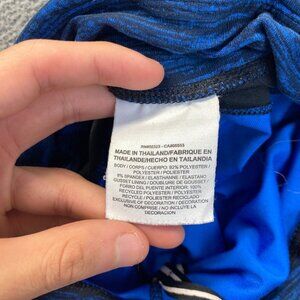 MADE IN THAILAND/FABRIQUE EN
THAILANDE/HECHO EN TAILANDIA
BODY / CORPS / CUERPO: 92% POLYESTER /
POLYESTER / POLIESTER
8% SPANDEX / ELASTHANNE / ELASTANO
GUSSET LINING / DOUBLURE DE GOUSSET /
FORRO DEL PUENTE INTERIOR: 100%
RECYCLED POLYESTER / POLYESTER
RECYCLÉ / POLIÉSTER RECICLADO
EXCLUSIVE OF DECORATION / DÉCORATION
NON COMPRISE / NO INCLUYE LA
DECORACIÓN